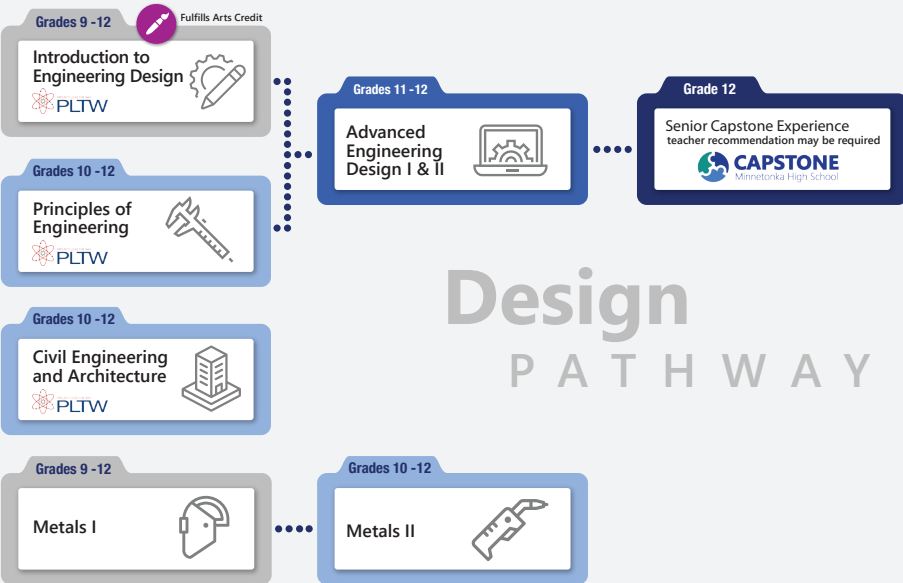 Grades 9 -12
Fulfills Arts Credit
Introduction to
Engineering Design
PLTW
Grades 10 -12
Principles of
Engineering
PLTW
Grades 10 -12
Civil Engineering
and Architecture
PLTW
Grades 9 -12
Metals I
Grades 11 -12
Advanced
Engineering
Design I & II
Grade 12
Senior Capstone Experience
teacher recommendation may be required
CAPSTONE
Minnetonka High School
Design
PATHWAY
Grades 10 -12
Metals II